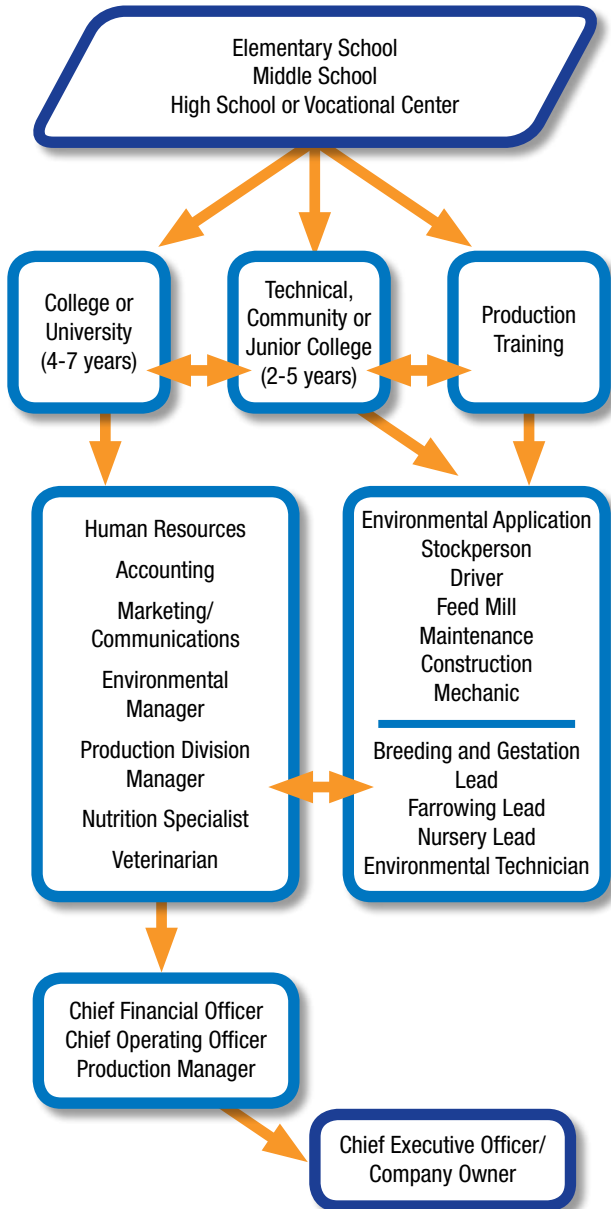 Elementary School
Middle School
High School or Vocational Center
College or
University
(4-7 years)
Technical,
Community or
Junior College
(2-5 years)
Production
Training
Human Resources
Accounting
Marketing/
Communications
Environmental
Manager
Production Division
Manager
Nutrition Specialist
Veterinarian
Environmental Application
Stockperson
Driver
Feed Mill
Maintenance
Construction
Mechanic
Breeding and Gestation
Lead
Farrowing Lead
Nursery Lead
Environmental Technician
Chief Financial Officer
Chief Operating Officer
Production Manager
Chief Executive Officer/
Company Owner